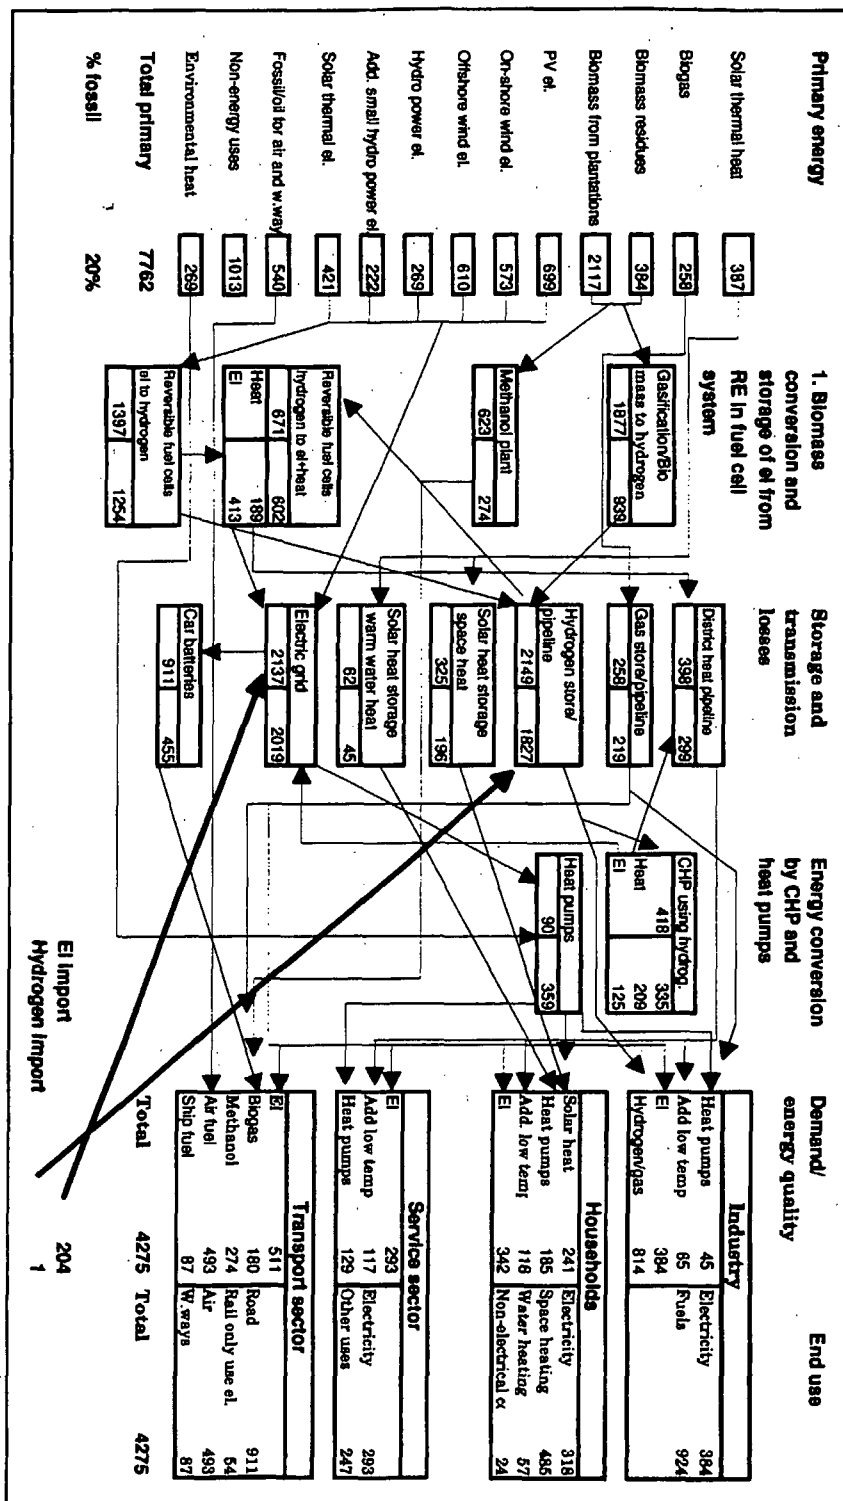 Primary energy
1. Biomass
conversion and
storage of el from
RE in fuel cell
system
Storage and
transmission
losses
Energy conversion
by CHP and
heat pumps
Demand/
energy quality
End use
Solar thermal heat 387
Biogas 258
Biomass residues 384
Biomass from plantations 2117
PV el. 699
On-shore wind el. 573
Offshore wind el. 610
Hydro power el. 269
Add. small hydro power el. 222
Solar thermal el. 421
Fossil/oil for air and w.way 540
Non-energy uses 1013
Environmental heat 269
Total primary 7762
% fossil 20%
Gasification/Bio
mass to hydrogen
1877 939
Methanol plant
623 274
Reversible fuel cells
hydrogen to el+heat
671 602
Heat 189
El 413
Reversible fuel cells
el to hydrogen
1397 1254
District heat pipeline
398 299
Gas store/pipeline
258 219
Hydrogen store/
pipeline
2149 1827
Solar heat storage
space heat
325 196
Solar heat storage
warm water heat
62 45
Electric grid
2137 2019
Car batteries
911 455
CHP using hydrog.
418 335
Heat 209
El 125
Heat pumps
90 359
El import 204
Hydrogen import 1
Industry
Heat pumps 45 Electricity 384
Add low temp 65 Fuels 924
El 384
Hydrogen/gas 814
Households
Solar heat 241 Electricity 318
Heat pumps 185 Space heating 485
Add. low temp 116 Water heating 57
El 342 Non-electrical c 24
Service sector
El 293
Add low temp 117 Electricity 293
Heat pumps 129 Other uses 247
Transport sector
El 511
Biogas 180 Road 911
Methanol 274 Rail only use el. 54
Air fuel 493 Air 493
Ship fuel 87 W.ways 87
Total 4275 Total 4275